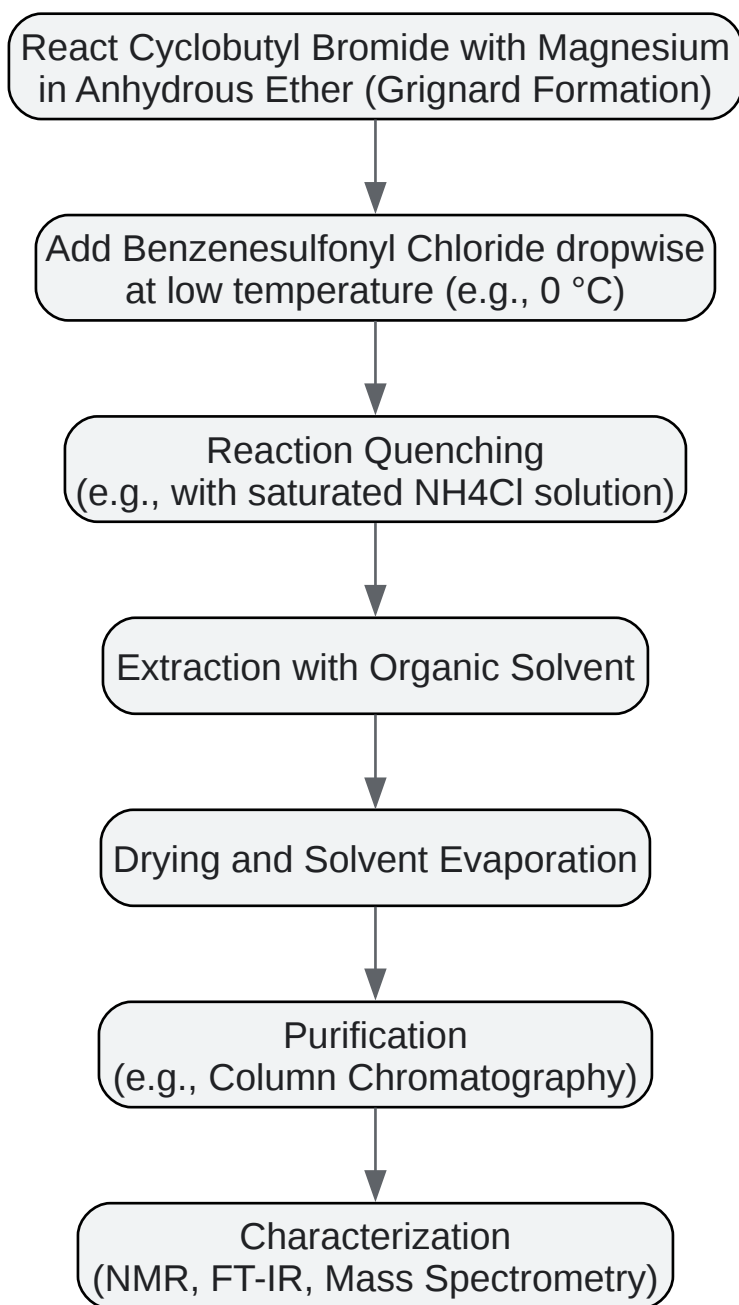 React Cyclobutyl Bromide with Magnesium
in Anhydrous Ether (Grignard Formation)
Add Benzenesulfonyl Chloride dropwise
at low temperature (e.g., 0 °C)
Reaction Quenching
(e.g., with saturated NH4Cl solution)
Extraction with Organic Solvent
Drying and Solvent Evaporation
Purification
(e.g., Column Chromatography)
Characterization
(NMR, FT-IR, Mass Spectrometry)